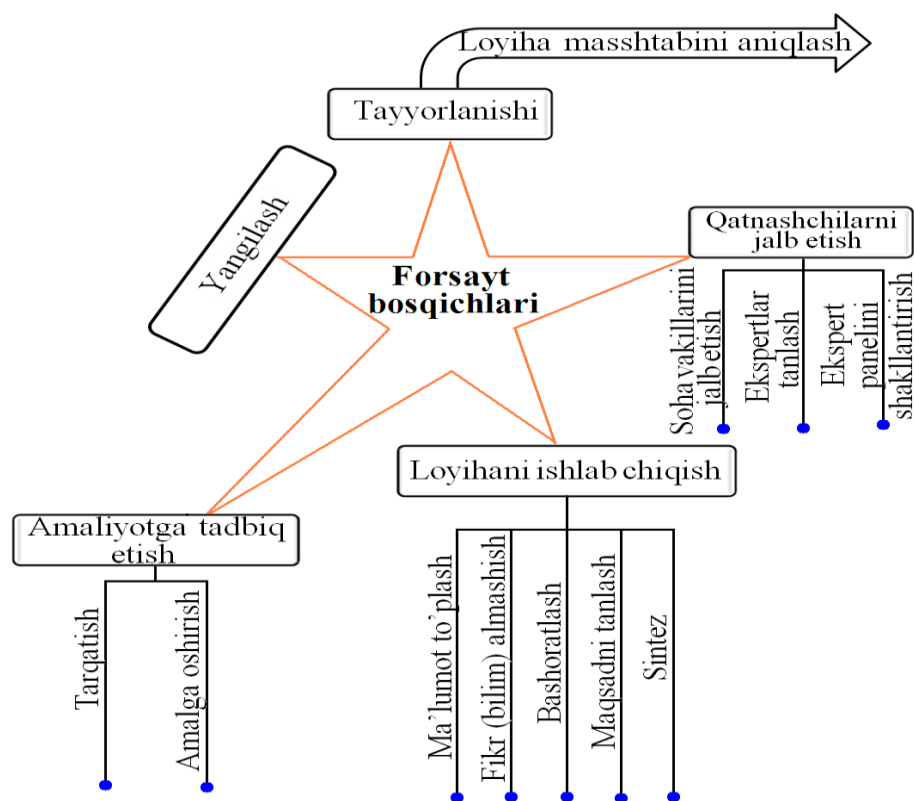 Loyiha masshtabini aniqlash
Tayyorlanishi
Yangilash
Qatnashchilarni
jalb etish
Forsayt
bosqichlari
Soha vakillarini
jalb etish
Ekspertlar
tanlash
Ekspert
panelini
shakllantirish
Loyihani ishlab chiqish
Amaliyotga tadbiq
etish
Tarqatish
Amalga oshirish
Ma’lumot to’plash
Fikr (bilim) almashish
Bashoratlash
Maqsadni tanlash
Sintez